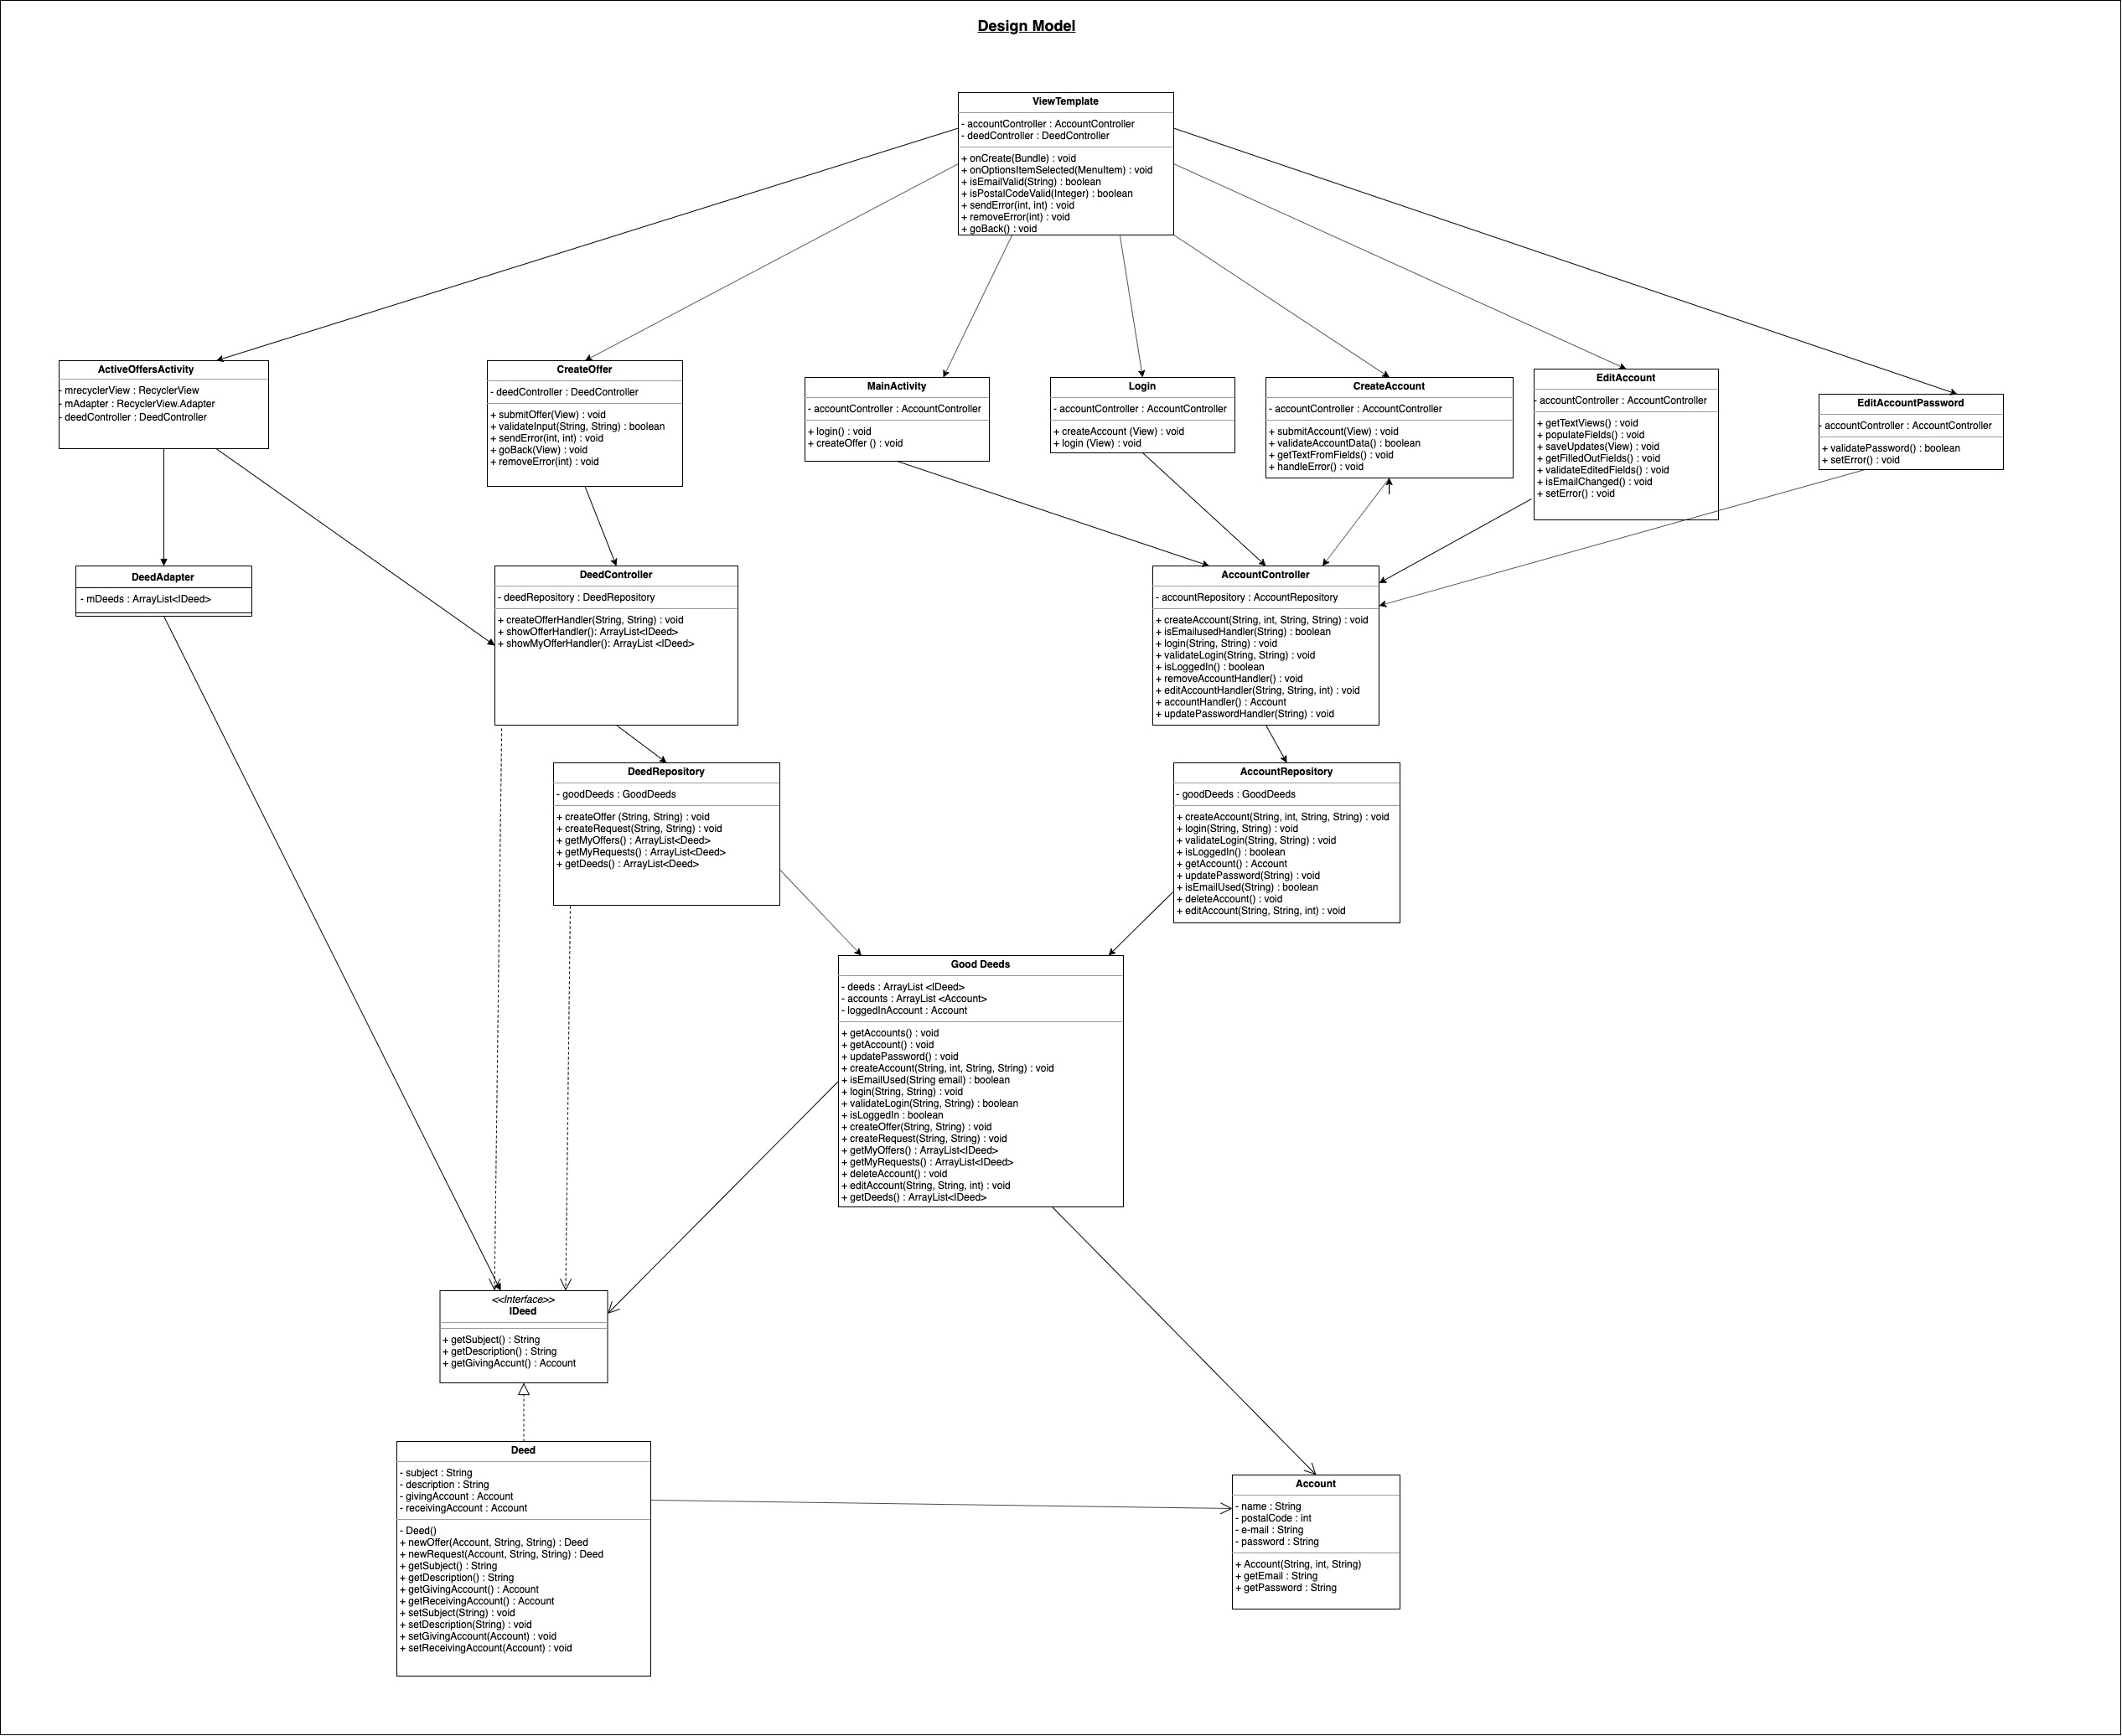 Design Model
ViewTemplate
- accountController : AccountController
- deedController : DeedController
+ onCreate(Bundle) : void
+ onOptionsItemSelected(MenuItem) : void
+ isEmailValid(String) : boolean
+ isPostalCodeValid(Integer) : boolean
+ sendError(int, int) : void
+ removeError(int) : void
+ goBack() : void
ActiveOffersActivity
- mrecyclerView : RecyclerView
- mAdapter : RecyclerView.Adapter
- deedController : DeedController
CreateOffer
- deedController : DeedController
+ submitOffer(View) : void
+ validateInput(String, String) : boolean
+ sendError(int, int) : void
+ goBack(View) : void
+ removeError(int) : void
MainActivity
- accountController : AccountController
+ login() : void
+ createOffer () : void
Login
- accountController : AccountController
+ createAccount (View) : void
+ login (View) : void
CreateAccount
- accountController : AccountController
+ submitAccount(View) : void
+ validateAccountData() : boolean
+ getTextFromFields() : void
+ handleError() : void
EditAccount
- accountController : AccountController
+ getTextViews() : void
+ populateFields() : void
+ saveUpdates(View) : void
+ getFilledOutFields() : void
+ validateEditedFields() : void
+ isEmailChanged() : void
+ setError() : void
EditAccountPassword
- accountController : AccountController
+ validatePassword() : boolean
+ setError() : void
DeedAdapter
- mDeeds : ArrayList<IDeed>
DeedController
- deedRepository : DeedRepository
+ createOfferHandler(String, String) : void
+ showOfferHandler(): ArrayList<IDeed>
+ showMyOfferHandler(): ArrayList <IDeed>
AccountController
- accountRepository : AccountRepository
+ createAccount(String, int, String, String) : void
+ isEmailusedHandler(String) : boolean
+ login(String, String) : void
+ validateLogin(String, String) : void
+ isLoggedIn() : boolean
+ removeAccountHandler() : void
+ editAccountHandler(String, String, int) : void
+ accountHandler() : Account
+ updatePasswordHandler(String) : void
DeedRepository
- goodDeeds : GoodDeeds
+ createOffer (String, String) : void
+ createRequest(String, String) : void
+ getMyOffers() : ArrayList<Deed>
+ getMyRequests() : ArrayList<Deed>
+ getDeeds() : ArrayList<Deed>
AccountRepository
- goodDeeds : GoodDeeds
+ createAccount(String, int, String, String) : void
+ login(String, String) : void
+ validateLogin(String, String) : void
+ isLoggedIn() : boolean
+ getAccount() : Account
+ updatePassword(String) : void
+ isEmailUsed(String) : boolean
+ deleteAccount() : void
+ editAccount(String, String, int) : void
Good Deeds
- deeds : ArrayList <IDeed>
- accounts : ArrayList <Account>
- loggedInAccount : Account
+ getAccounts() : void
+ getAccount() : void
+ updatePassword() : void
+ createAccount(String, int, String, String) : void
+ isEmailUsed(String email) : boolean
+ login(String, String) : void
+ validateLogin(String, String) : boolean
+ isLoggedIn : boolean
+ createOffer(String, String) : void
+ createRequest(String, String) : void
+ getMyOffers() : ArrayList<IDeed>
+ getMyRequests() : ArrayList<IDeed>
+ deleteAccount() : void
+ editAccount(String, String, int) : void
+ getDeeds() : ArrayList<IDeed>
<<Interface>>
IDeed
+ getSubject() : String
+ getDescription() : String
+ getGivingAccunt() : Account
Deed
- subject : String
- description : String
- givingAccount : Account
- receivingAccount : Account
- Deed()
+ newOffer(Account, String, String) : Deed
+ newRequest(Account, String, String) : Deed
+ getSubject() : String
+ getDescription() : String
+ getGivingAccount() : Account
+ getReceivingAccount() : Account
+ setSubject(String) : void
+ setDescription(String) : void
+ setGivingAccount(Account) : void
+ setReceivingAccount(Account) : void
Account
- name : String
- postalCode : int
- e-mail : String
- password : String
+ Account(String, int, String)
+ getEmail : String
+ getPassword : String